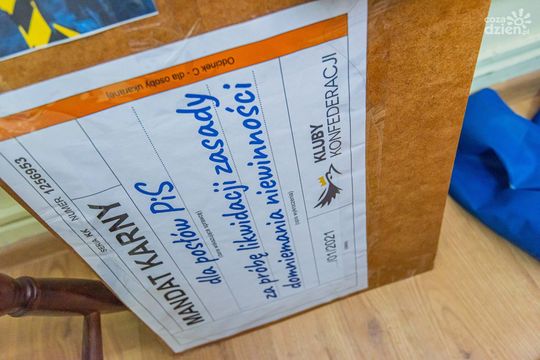 Odcinek C - dla osoby ukaranej
MANDAT KARNY
SERIA KK NUMER 1256953
dla posłów PiS
za próbę likwidacji zasady
domniemania niewinności
/01/2021
KLUBY
KONFEDERACJI
cozadzien.pl